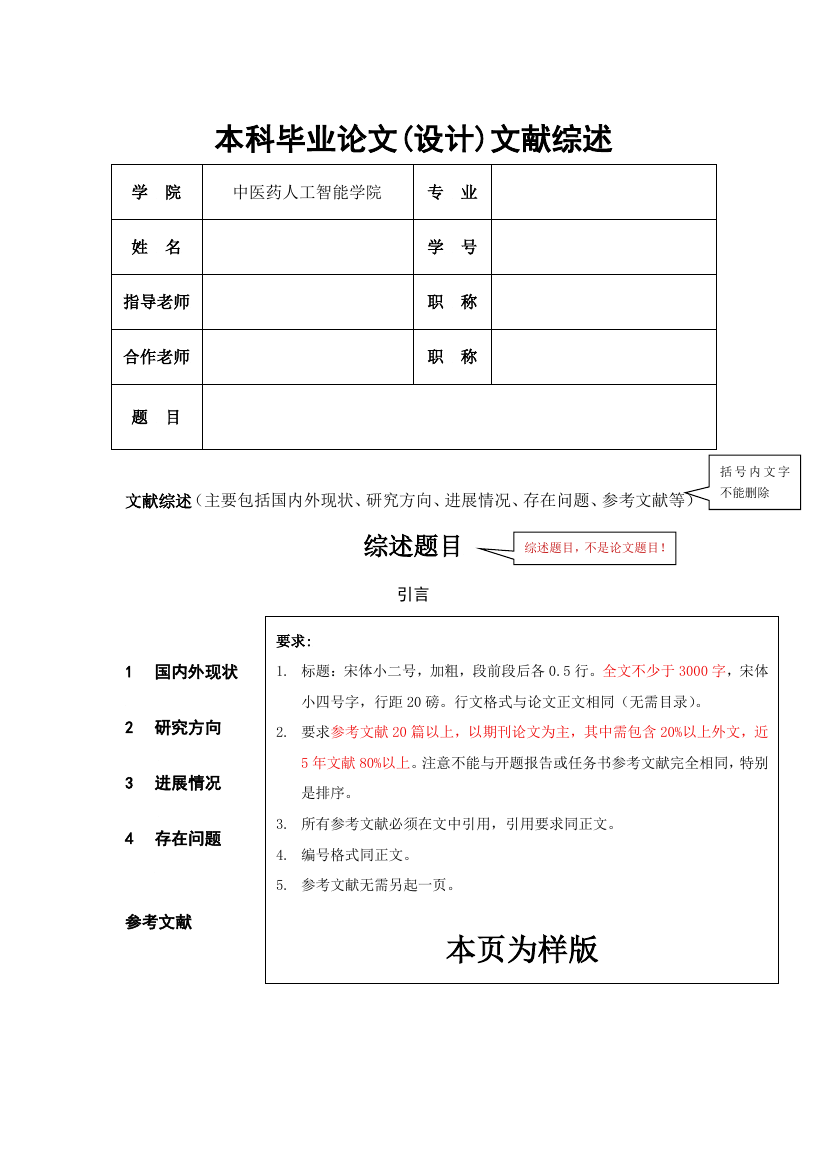 本科毕业论文(设计)文献综述
学 院 中医药人工智能学院 专 业
姓 名 学 号
指导老师 职 称
合作老师 职 称
题 目
括号内文字
不能删除
文献综述（主要包括国内外现状、研究方向、进展情况、存在问题、参考文献等）
综述题目
综述题目，不是论文题目！
引言
1 国内外现状
2 研究方向
3 进展情况
4 存在问题
参考文献
要求：
1. 标题：宋体小二号，加粗，段前段后各 0.5 行。全文不少于 3000 字，宋体
小四号字，行距 20 磅。行文格式与论文正文相同（无需目录）。
2. 要求参考文献 20 篇以上，以期刊论文为主，其中需包含 20%以上外文，近
5 年文献 80%以上。注意不能与开题报告或任务书参考文献完全相同，特别
是排序。
3. 所有参考文献必须在文中引用，引用要求同正文。
4. 编号格式同正文。
5. 参考文献无需另起一页。
本页为样版